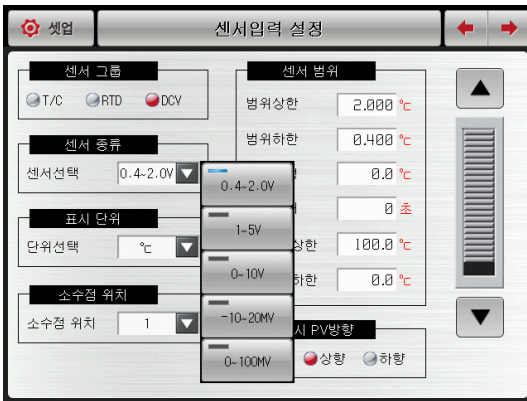 셋업
센서입력 설정
센서 그룹
T/C RTD DCV
센서 종류
센서선택 0.4~2.0V
표시 단위
단위선택 ℃
소수점 위치
소수점 위치 1
0.4~2.0V
1~5V
0~10V
-10~20MV
0~100MV
센서 범위
범위상한 2.000 ℃
범위하한 0.400 ℃
0.0 ℃
0 초
상한 100.0 ℃
하한 0.0 ℃
시 PV방향
상향 하향